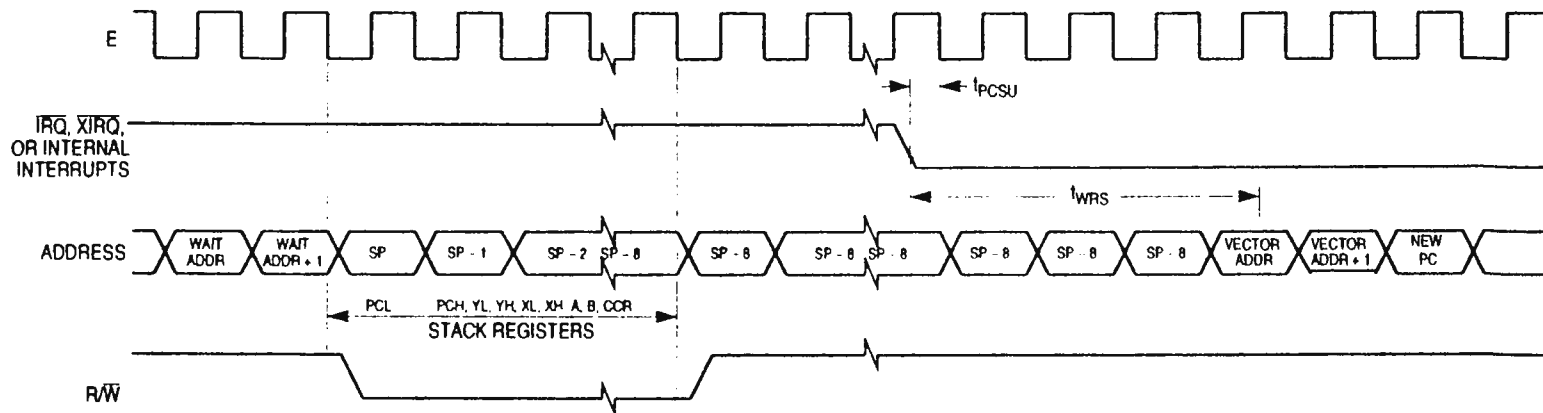 E
tPCSU
IRQ, XIRQ,
OR INTERNAL
INTERRUPTS
tWRS
ADDRESS
WAIT ADDR
WAIT ADDR + 1
SP
SP - 1
SP - 2 SP - 8
SP - 8
SP - 8 SP - 8
SP - 8
SP - 8
SP - 8
VECTOR ADDR
VECTOR ADDR + 1
NEW PC
PCL PCH, YL, YH, XL, XH A, B, CCR
STACK REGISTERS
R/W